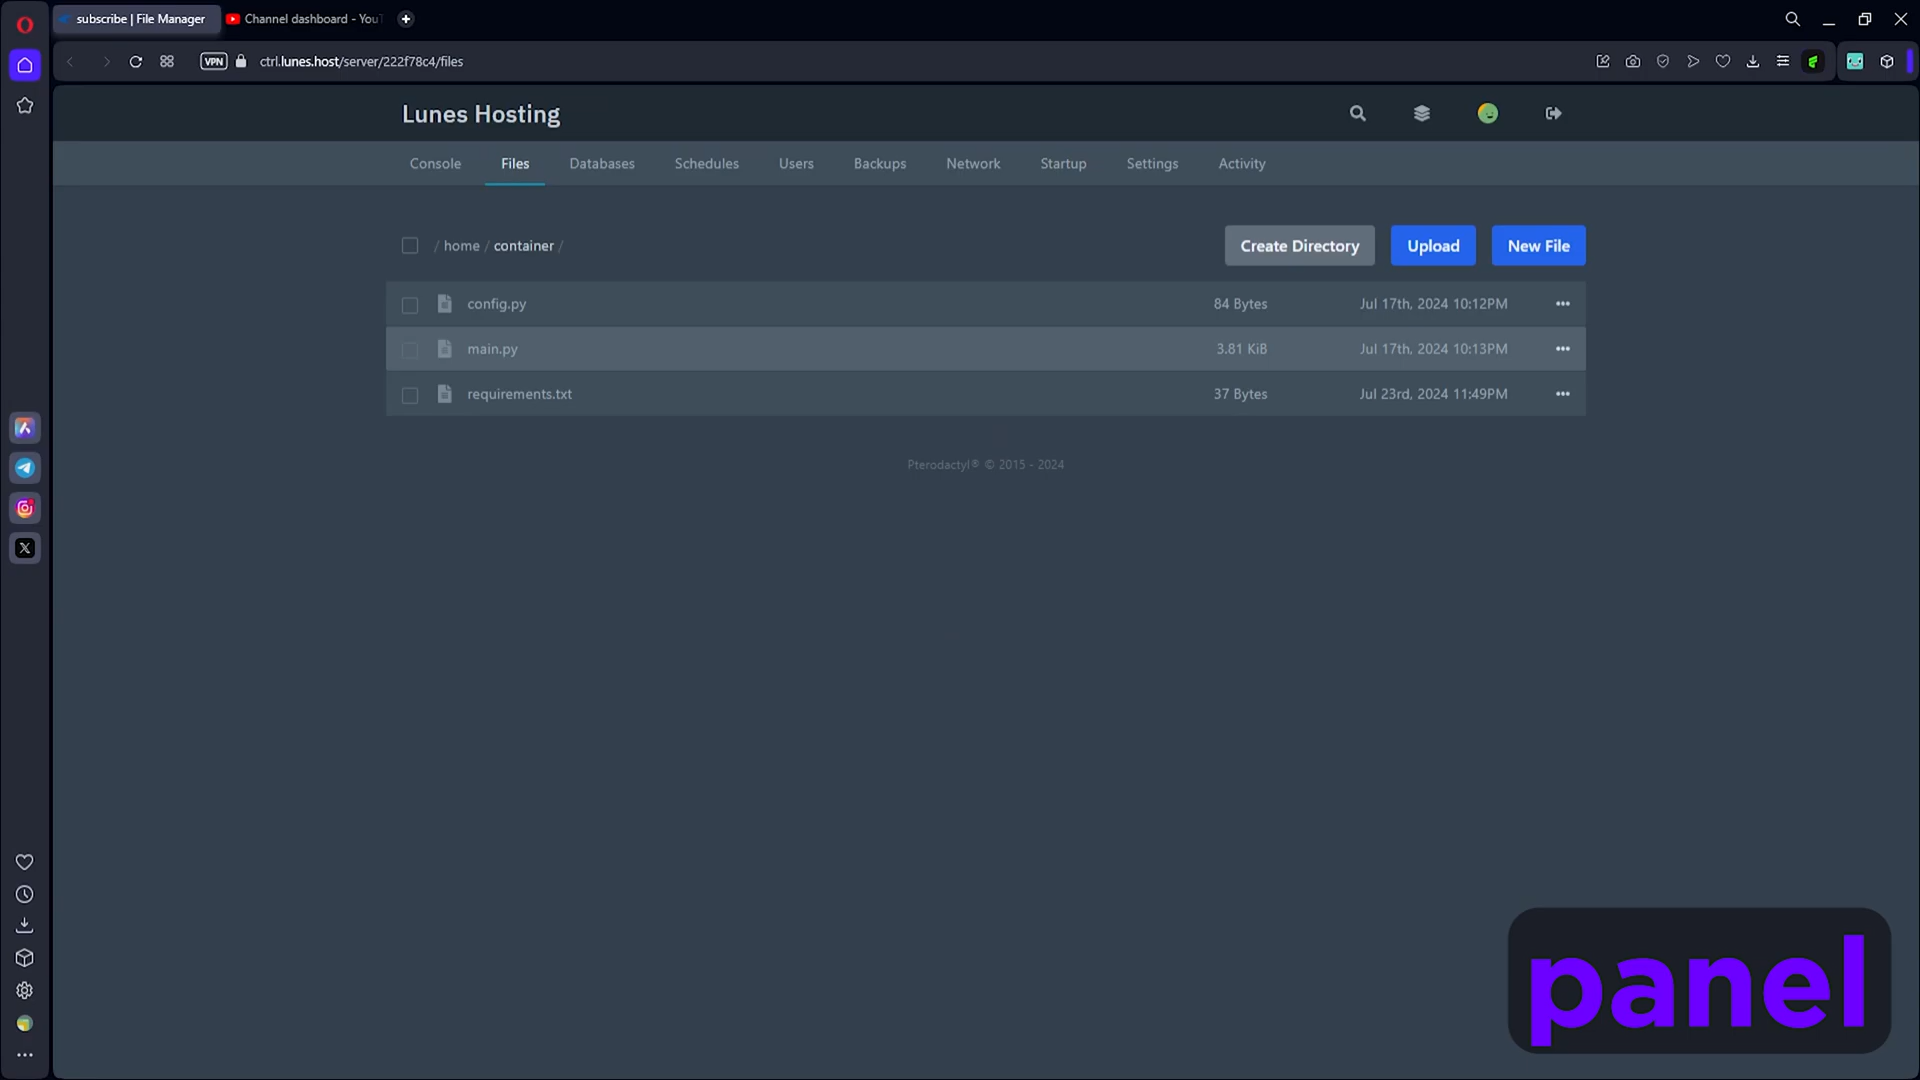 subscribe | File Manager
Channel dashboard - You
VPN
ctrl.lunes.host/server/222f78c4/files
Lunes Hosting
Console
Files
Databases
Schedules
Users
Backups
Network
Startup
Settings
Activity
/ home / container /
Create Directory
Upload
New File
config.py 84 Bytes Jul 17th, 2024 10:12PM
main.py 3.81 KiB Jul 17th, 2024 10:13PM
requirements.txt 37 Bytes Jul 23rd, 2024 11:49PM
Pterodactyl® © 2015 - 2024
panel